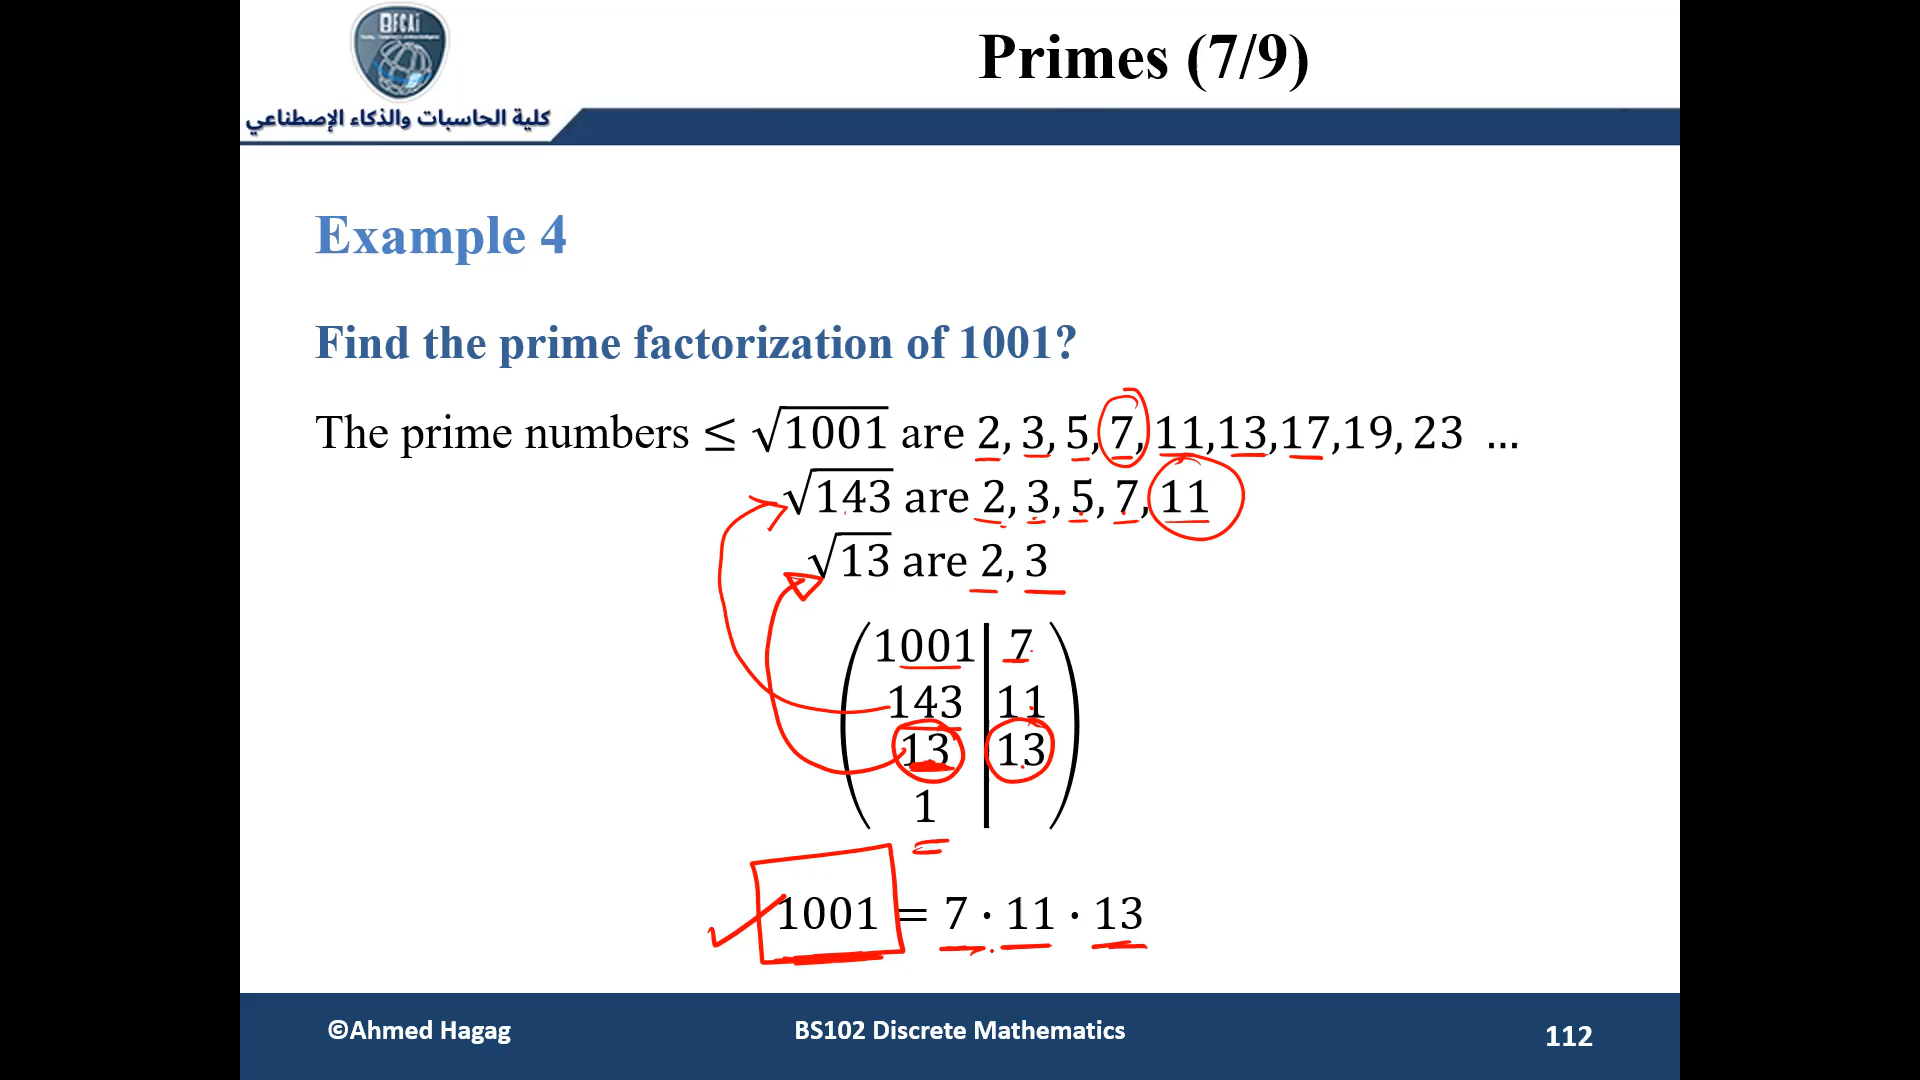 FCAi
Primes (7/9)
كلية الحاسبات والذكاء الإصطناعي
Example 4
Find the prime factorization of 1001?
The prime numbers ≤ √1001 are 2, 3, 5, 7, 11, 13, 17, 19, 23 ...
√143 are 2, 3, 5, 7, 11
√13 are 2, 3
1001 | 7
143 | 11
13 | 13
1
1001 = 7 · 11 · 13
©Ahmed Hagag
BS102 Discrete Mathematics
112